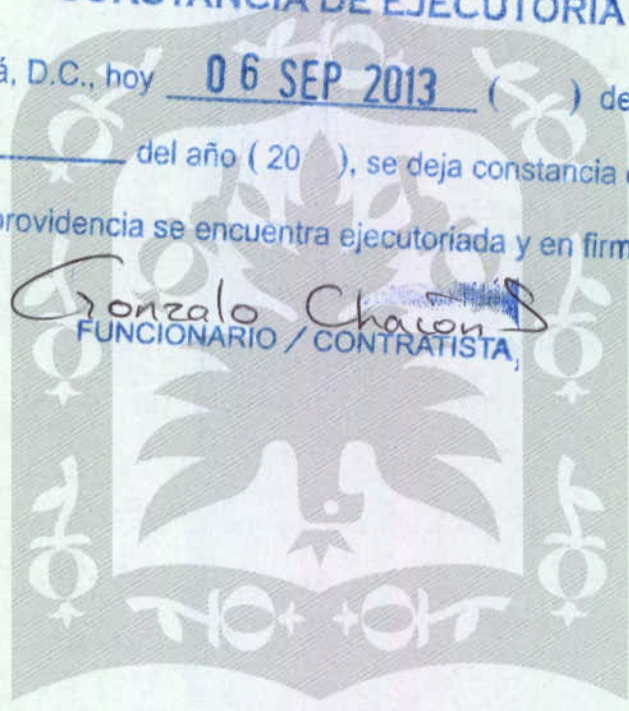 CONSTANCIA DE EJECUTORIA
á, D.C., hoy 06 SEP 2013 ( ) de
del año ( 20 ), se deja constancia
providencia se encuentra ejecutoriada y en firm
Gonzalo Chacon S
FUNCIONARIO / CONTRATISTA